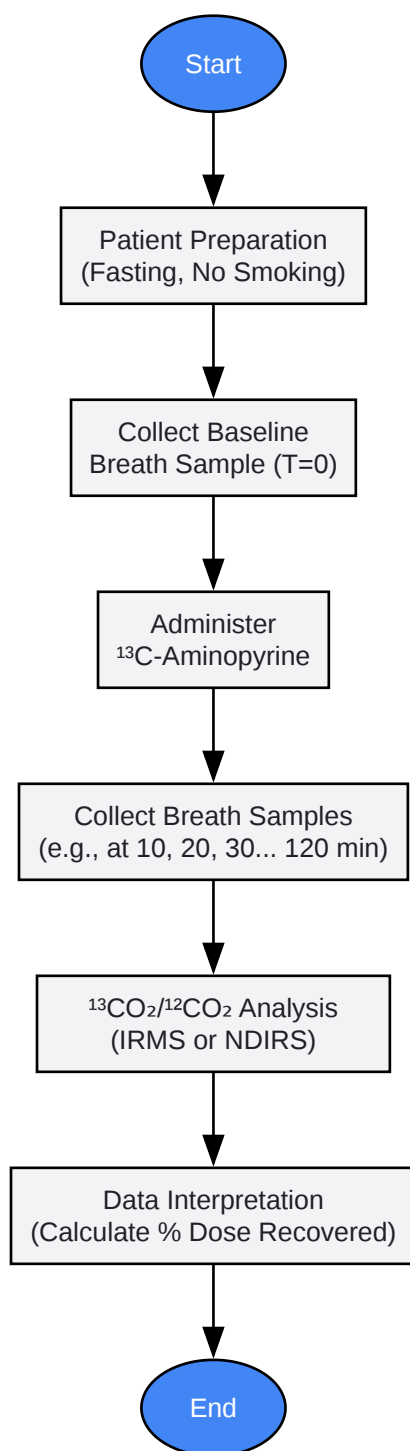 Start
Patient Preparation
(Fasting, No Smoking)
Collect Baseline
Breath Sample (T=0)
Administer
¹³C-Aminopyrine
Collect Breath Samples
(e.g., at 10, 20, 30... 120 min)
¹³CO₂/¹²CO₂ Analysis
(IRMS or NDIRS)
Data Interpretation
(Calculate % Dose Recovered)
End